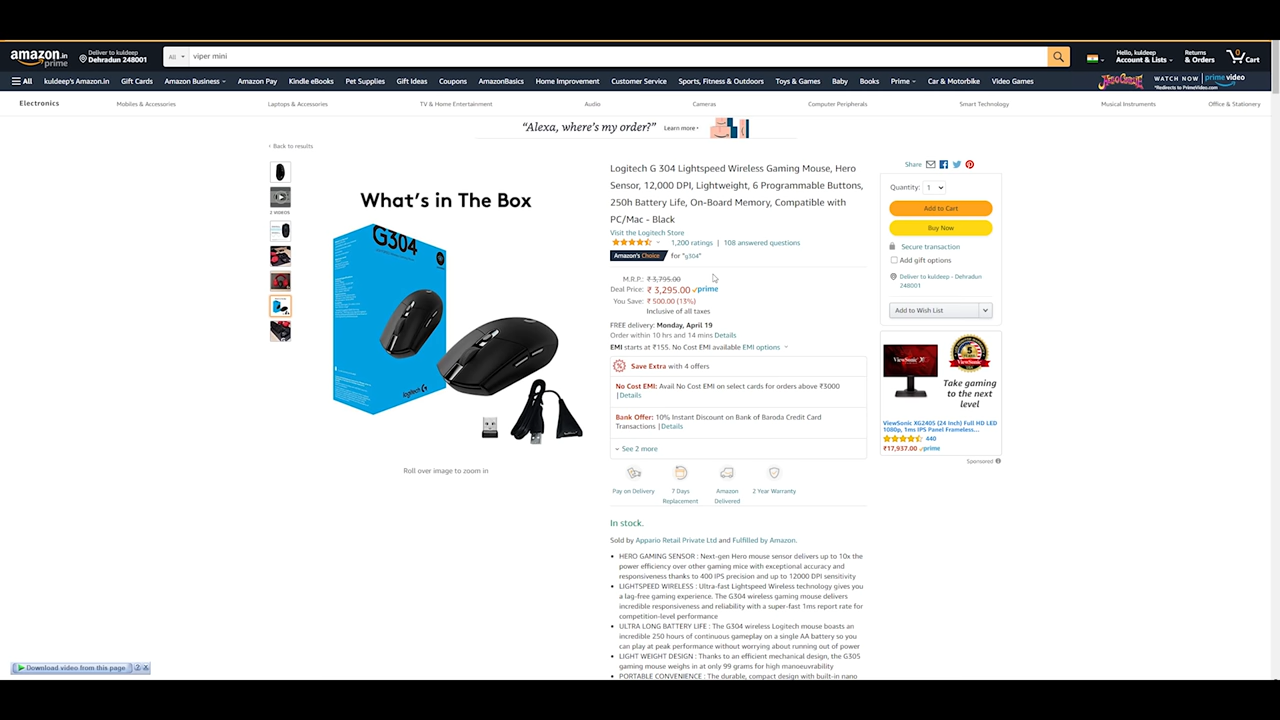 amazon.in
prime
Deliver to kuldeep
Dehradun 248001
All
viper mini
Hello, kuldeep
Account & Lists
Returns
& Orders
0
Cart
All
kuldeep's Amazon.in
Gift Cards
Amazon Business
Amazon Pay
Kindle eBooks
Pet Supplies
Gift Ideas
Coupons
AmazonBasics
Home Improvement
Customer Service
Sports, Fitness & Outdoors
Toys & Games
Baby
Books
Prime
Car & Motorbike
Video Games
WATCH NOW
prime video
*Redirects to PrimeVideo.com
Electronics
Mobiles & Accessories
Laptops & Accessories
TV & Home Entertainment
Audio
Cameras
Computer Peripherals
Smart Technology
Musical Instruments
Office & Stationery
"Alexa, where's my order?"
Learn more ›
‹ Back to results
2 VIDEOS
What's in The Box
G304
logitech
Roll over image to zoom in
Logitech G 304 Lightspeed Wireless Gaming Mouse, Hero
Sensor, 12,000 DPI, Lightweight, 6 Programmable Buttons,
250h Battery Life, On-Board Memory, Compatible with
PC/Mac - Black
Visit the Logitech Store
1,200 ratings | 108 answered questions
Amazon's Choice for "g304"
M.R.P.: ₹ 3,795.00
Deal Price: ₹ 3,295.00 prime
You Save: ₹ 500.00 (13%)
Inclusive of all taxes
FREE delivery: Monday, April 19
Order within 10 hrs and 14 mins Details
EMI starts at ₹155. No Cost EMI available EMI options
Save Extra with 4 offers
No Cost EMI: Avail No Cost EMI on select cards for orders above ₹3000
| Details
Bank Offer: 10% Instant Discount on Bank of Baroda Credit Card
Transactions | Details
See 2 more
Pay on Delivery
7 Days
Replacement
Amazon
Delivered
2 Year Warranty
In stock.
Sold by Appario Retail Private Ltd and Fulfilled by Amazon.
• HERO GAMING SENSOR : Next-gen Hero mouse sensor delivers up to 10x the
power efficiency over other gaming mice with exceptional accuracy and
responsiveness thanks to 400 IPS precision and up to 12000 DPI sensitivity
• LIGHTSPEED WIRELESS : Ultra-fast Lightspeed Wireless technology gives you
a lag-free gaming experience. The G304 wireless gaming mouse delivers
incredible responsiveness and reliability with a super-fast 1ms report rate for
competition-level performance
• ULTRA LONG BATTERY LIFE : The G304 wireless Logitech mouse boasts an
incredible 250 hours of continuous gameplay on a single AA battery so you
can play at peak performance without worrying about running out of power
• LIGHT WEIGHT DESIGN : Thanks to an efficient mechanical design, the G305
gaming mouse weighs in at only 99 grams for high manoeuvrability
• PORTABLE CONVENIENCE : The durable, compact design with built-in nano
Share
Quantity: 1
Add to Cart
Buy Now
Secure transaction
Add gift options
Deliver to kuldeep - Dehradun
248001
Add to Wish List
ViewSonic
Take gaming
to the next
level
ViewSonic XG2405 (24 Inch) Full HD LED
1080p, 1ms IPS Panel Frameless...
440
₹17,937.00 prime
Sponsored
Download video from this page
?